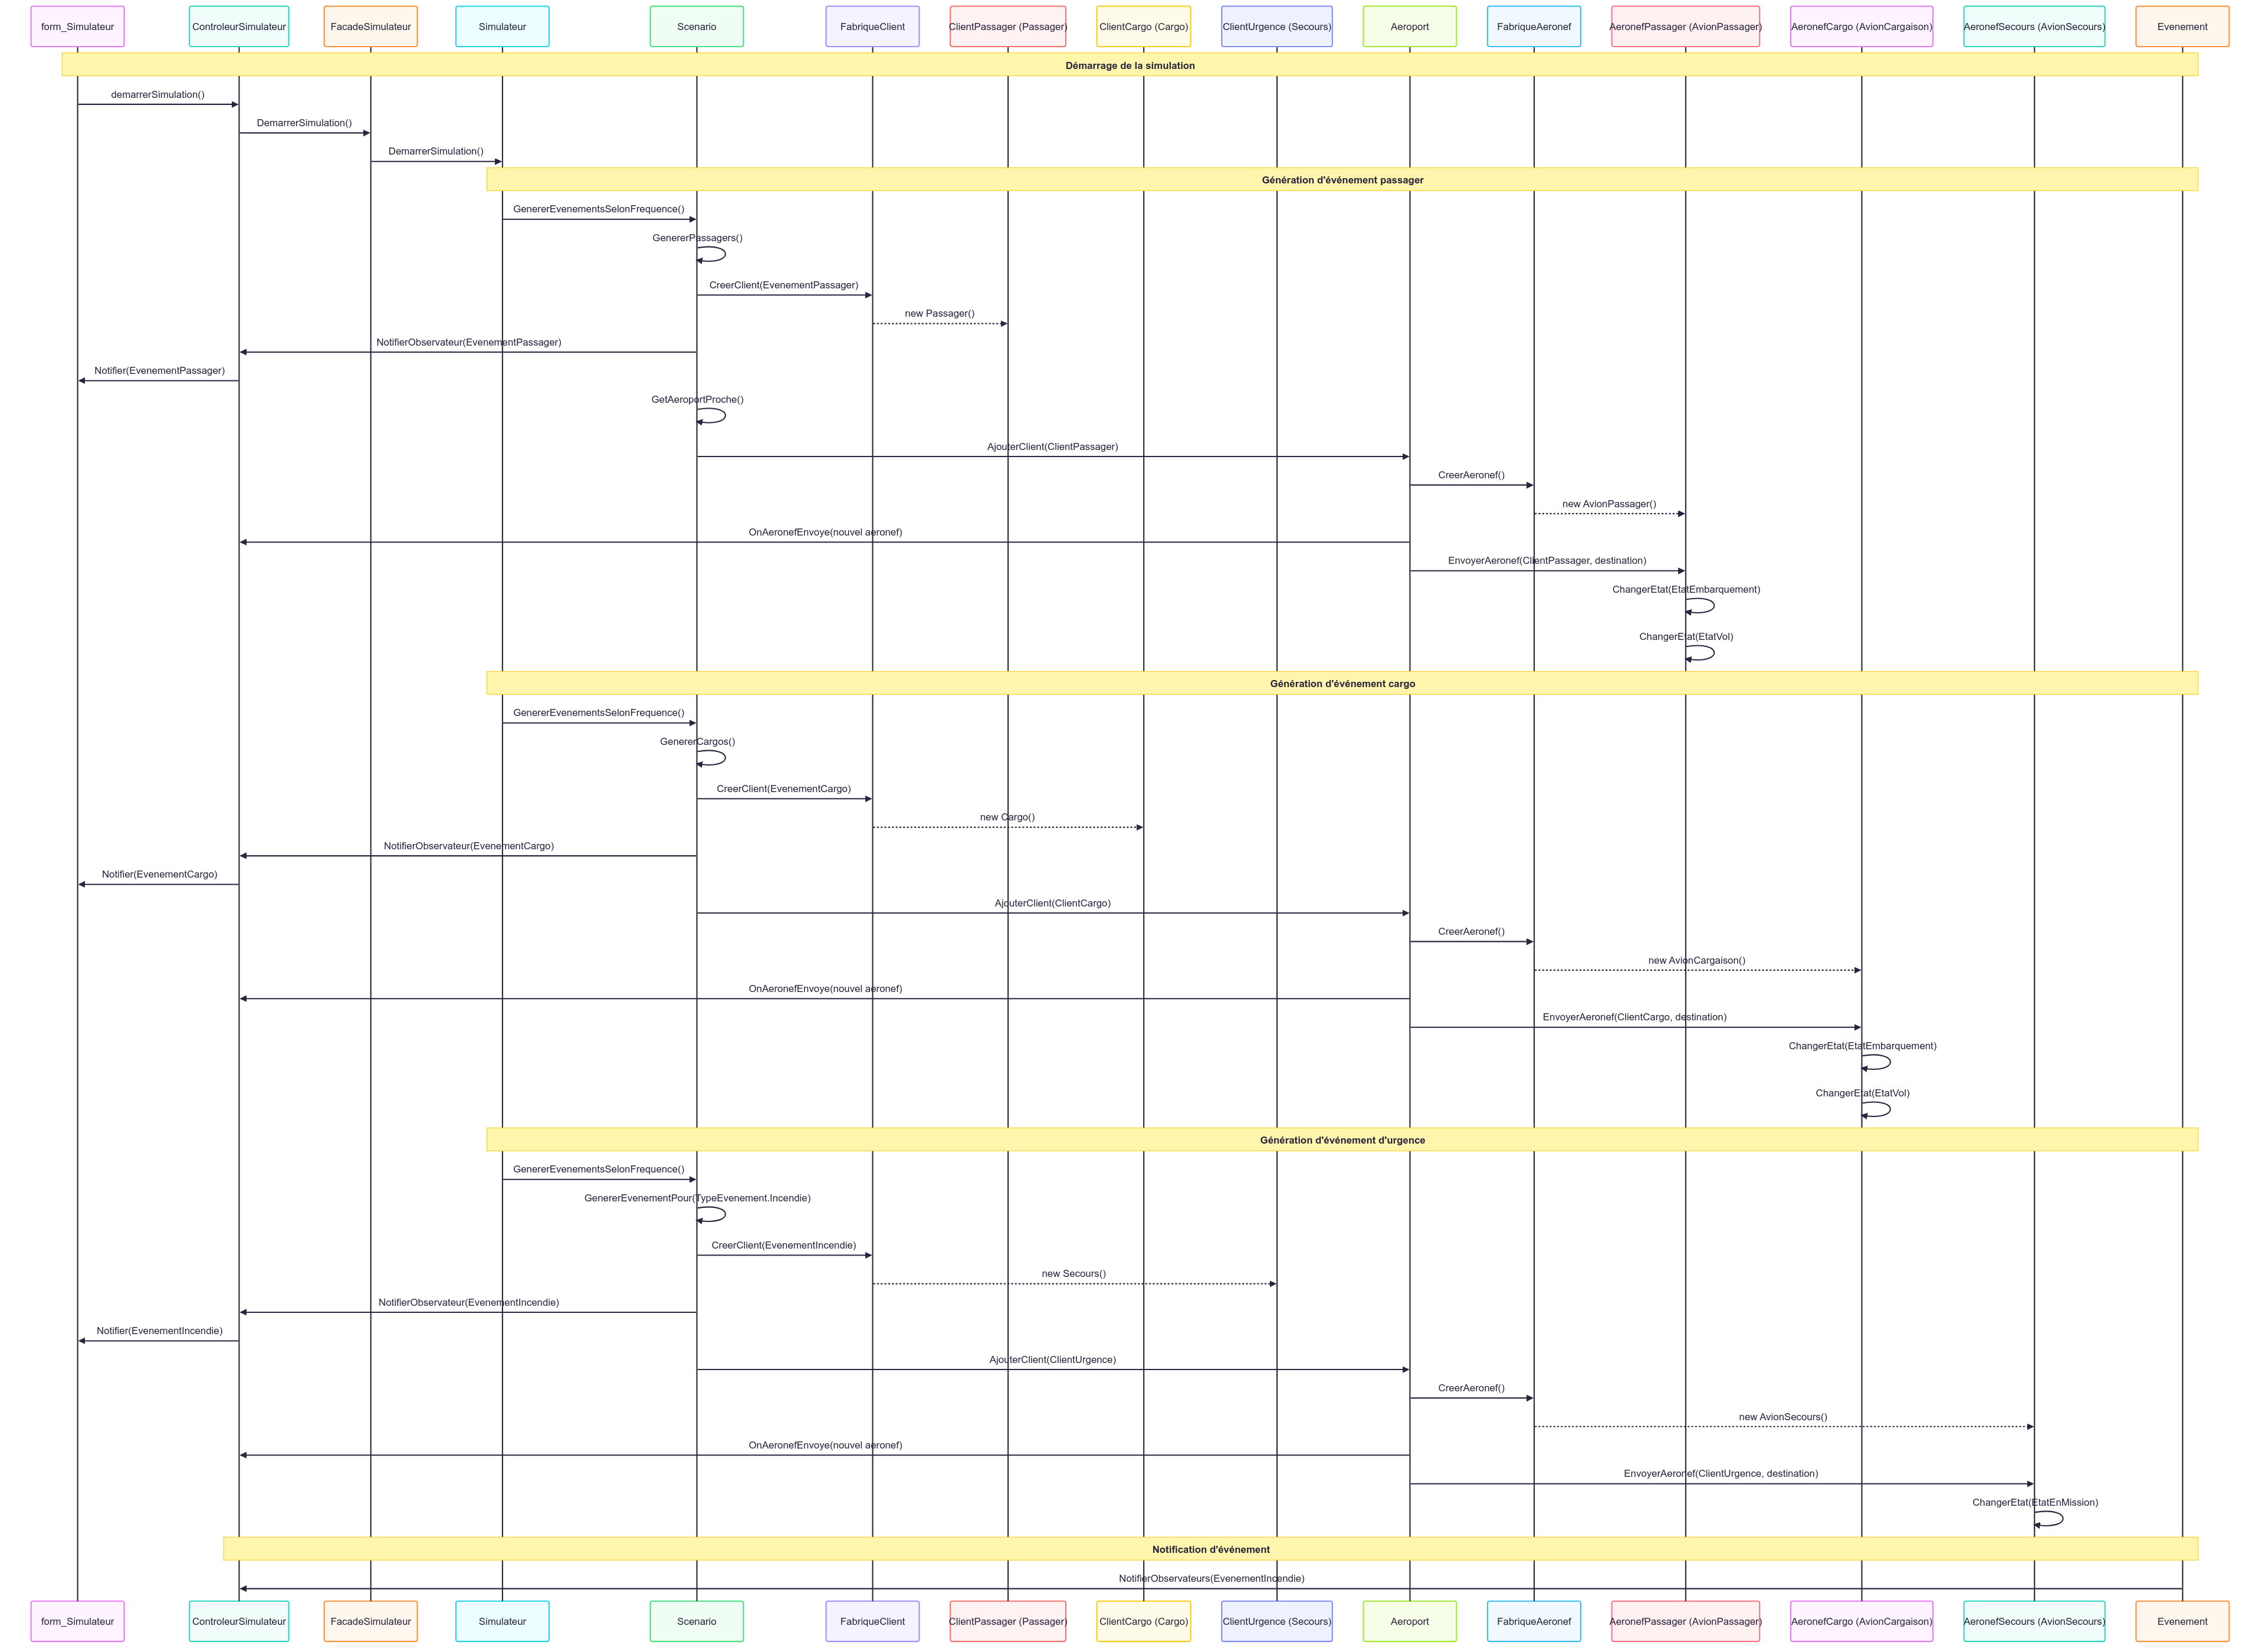 form_Simulateur
ControleurSimulateur
FacadeSimulateur
Simulateur
Scenario
FabriqueClient
ClientPassager (Passager)
ClientCargo (Cargo)
ClientUrgence (Secours)
Aeroport
FabriqueAeronef
AeronefPassager (AvionPassager)
AeronefCargo (AvionCargaison)
AeronefSecours (AvionSecours)
Evenement
Démarrage de la simulation
demarrerSimulation()
DemarrerSimulation()
DemarrerSimulation()
Génération d'événement passager
GenererEvenementsSelonFrequence()
GenererPassagers()
CreerClient(EvenementPassager)
new Passager()
NotifierObservateur(EvenementPassager)
Notifier(EvenementPassager)
GetAeroportProche()
AjouterClient(ClientPassager)
CreerAeronef()
new AvionPassager()
OnAeronefEnvoye(nouvel aeronef)
EnvoyerAeronef(ClientPassager, destination)
ChangerEtat(EtatEmbarquement)
ChangerEtat(EtatVol)
Génération d'événement cargo
GenererEvenementsSelonFrequence()
GenererCargos()
CreerClient(EvenementCargo)
new Cargo()
NotifierObservateur(EvenementCargo)
Notifier(EvenementCargo)
AjouterClient(ClientCargo)
CreerAeronef()
new AvionCargaison()
OnAeronefEnvoye(nouvel aeronef)
EnvoyerAeronef(ClientCargo, destination)
ChangerEtat(EtatEmbarquement)
ChangerEtat(EtatVol)
Génération d'événement d'urgence
GenererEvenementsSelonFrequence()
GenererEvenementPour(TypeEvenement.Incendie)
CreerClient(EvenementIncendie)
new Secours()
NotifierObservateur(EvenementIncendie)
Notifier(EvenementIncendie)
AjouterClient(ClientUrgence)
CreerAeronef()
new AvionSecours()
OnAeronefEnvoye(nouvel aeronef)
EnvoyerAeronef(ClientUrgence, destination)
ChangerEtat(EtatEnMission)
Notification d'événement
NotifierObservateurs(EvenementIncendie)
form_Simulateur
ControleurSimulateur
FacadeSimulateur
Simulateur
Scenario
FabriqueClient
ClientPassager (Passager)
ClientCargo (Cargo)
ClientUrgence (Secours)
Aeroport
FabriqueAeronef
AeronefPassager (AvionPassager)
AeronefCargo (AvionCargaison)
AeronefSecours (AvionSecours)
Evenement